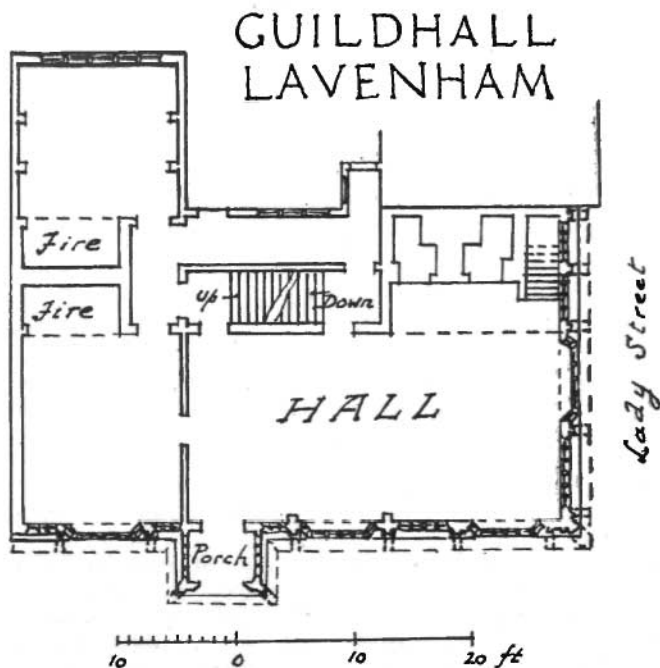 GUILDHALL
LAVENHAM
Fire
Fire
up
Down
HALL
Lady Street
Porch
10 0 10 20 ft